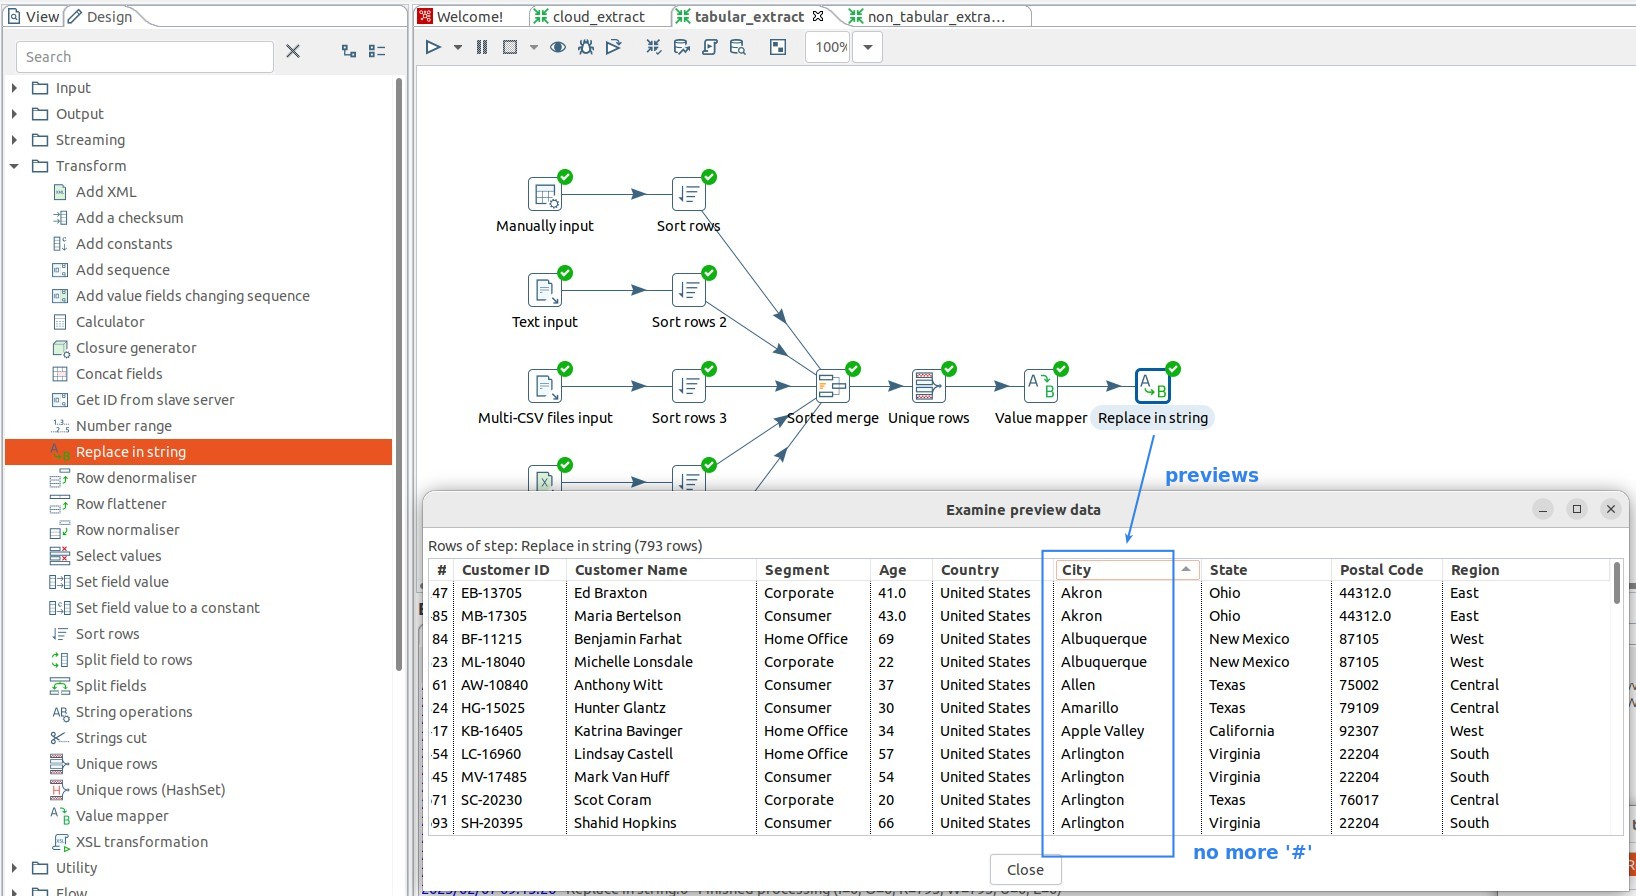 View Design Welcome! cloud_extract tabular_extract non_tabular_extra...
Search
100%
Input
Output
Streaming
Transform
Add XML
Add a checksum
Add constants
Add sequence
Add value fields changing sequence
Calculator
Closure generator
Concat fields
Get ID from slave server
Number range
Replace in string
Row denormaliser
Row flattener
Row normaliser
Select values
Set field value
Set field value to a constant
Sort rows
Split field to rows
Split fields
String operations
Strings cut
Unique rows
Unique rows (HashSet)
Value mapper
XSL transformation
Utility
Flow
Manually input Sort rows
Text input Sort rows 2
Multi-CSV files input Sort rows 3 Sorted merge Unique rows Value mapper Replace in string
previews
Examine preview data
Rows of step: Replace in string (793 rows)
# Customer ID Customer Name Segment Age Country City State Postal Code Region
47 EB-13705 Ed Braxton Corporate 41.0 United States Akron Ohio 44312.0 East
85 MB-17305 Maria Bertelson Consumer 43.0 United States Akron Ohio 44312.0 East
84 BF-11215 Benjamin Farhat Home Office 69 United States Albuquerque New Mexico 87105 West
23 ML-18040 Michelle Lonsdale Corporate 22 United States Albuquerque New Mexico 87105 West
61 AW-10840 Anthony Witt Consumer 37 United States Allen Texas 75002 Central
24 HG-15025 Hunter Glantz Consumer 30 United States Amarillo Texas 79109 Central
17 KB-16405 Katrina Bavinger Home Office 34 United States Apple Valley California 92307 West
54 LC-16960 Lindsay Castell Home Office 57 United States Arlington Virginia 22204 South
45 MV-17485 Mark Van Huff Consumer 54 United States Arlington Virginia 22204 South
71 SC-20230 Scot Coram Corporate 20 United States Arlington Texas 76017 Central
93 SH-20395 Shahid Hopkins Consumer 66 United States Arlington Virginia 22204 South
no more '#'
Close